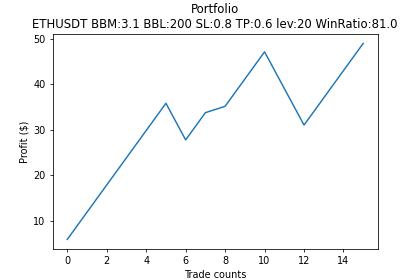 Portfolio
ETHUSDT BBM:3.1 BBL:200 SL:0.8 TP:0.6 lev:20 WinRatio:81.0
50
40
30
20
10
Profit ($)
0 2 4 6 8 10 12 14
Trade counts